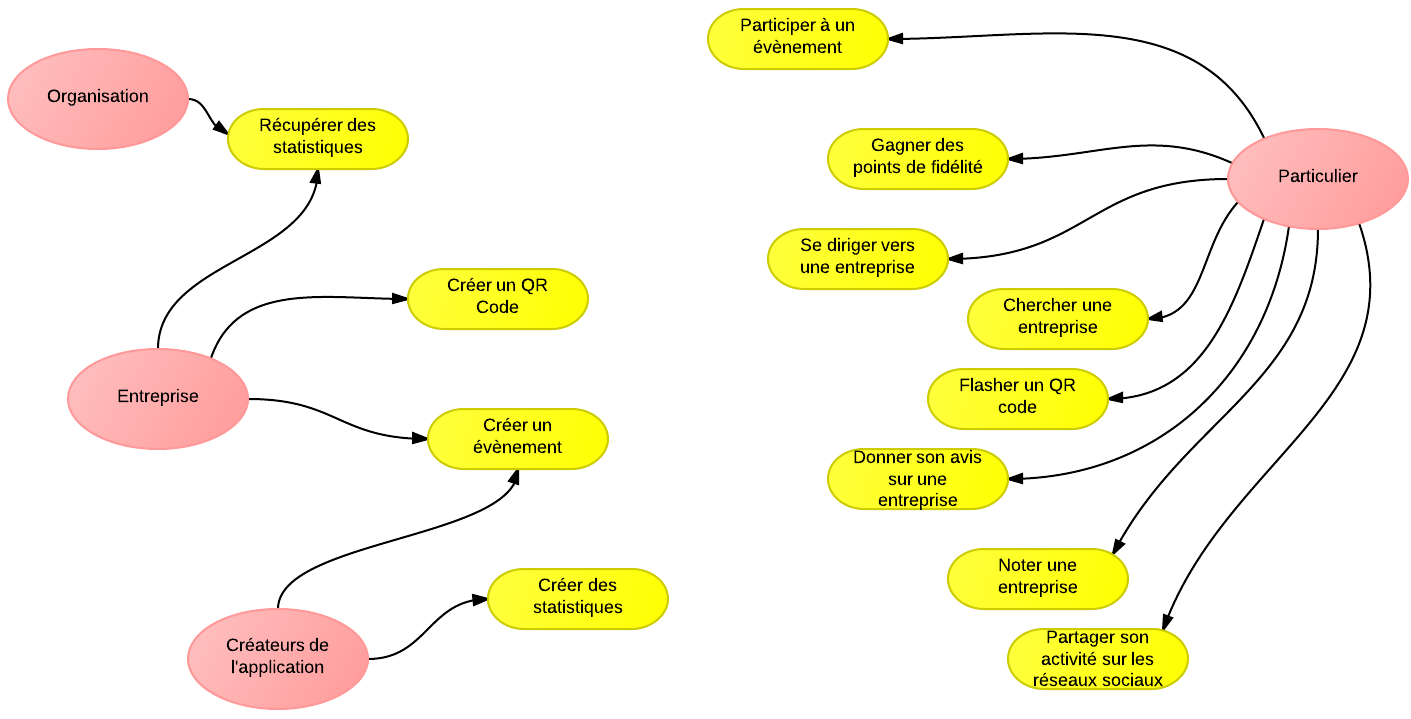 Organisation
Récupérer des
statistiques
Créer un QR
Code
Entreprise
Créer un
évènement
Créer des
statistiques
Créateurs de
l'application
Participer à un
évènement
Gagner des
points de fidélité
Particulier
Se diriger vers
une entreprise
Chercher une
entreprise
Flasher un QR
code
Donner son avis
sur une
entreprise
Noter une
entreprise
Partager son
activité sur les
réseaux sociaux